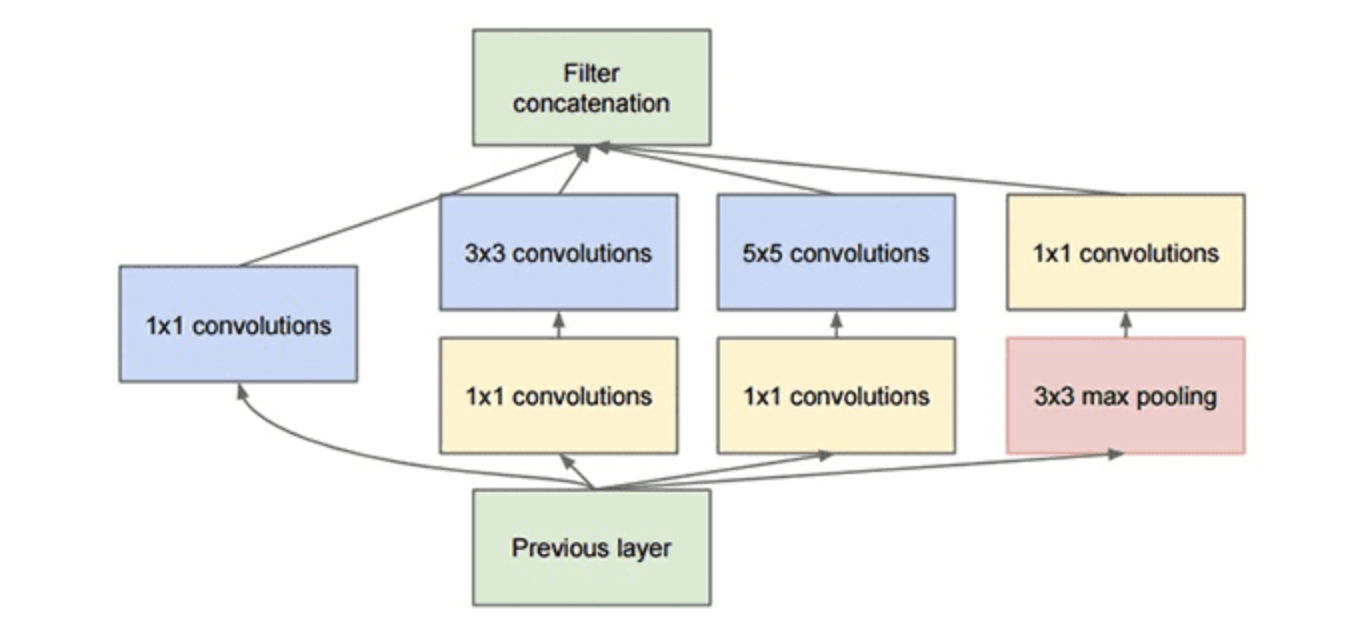 Filter
concatenation
3x3 convolutions
5x5 convolutions
1x1 convolutions
1x1 convolutions
1x1 convolutions
1x1 convolutions
3x3 max pooling
Previous layer